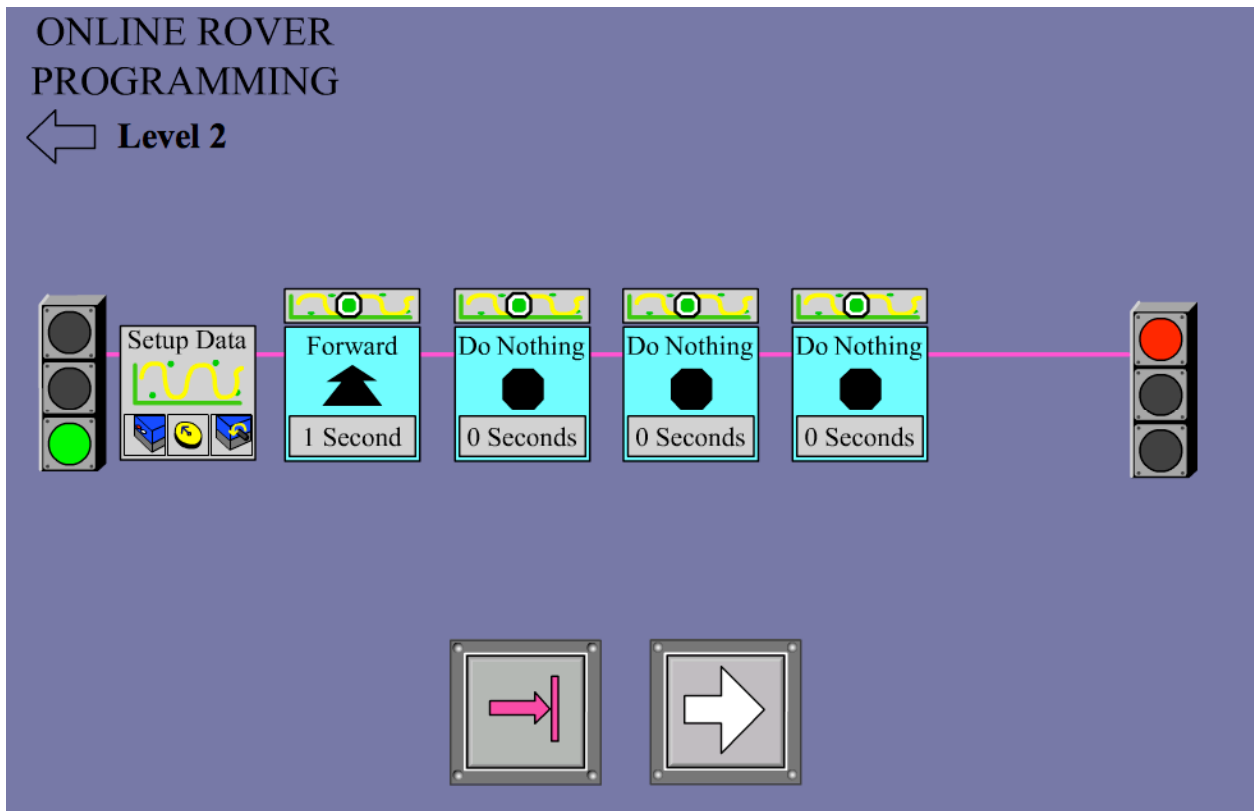 ONLINE ROVER
PROGRAMMING
Level 2
Setup Data
Forward
1 Second
Do Nothing
0 Seconds
Do Nothing
0 Seconds
Do Nothing
0 Seconds